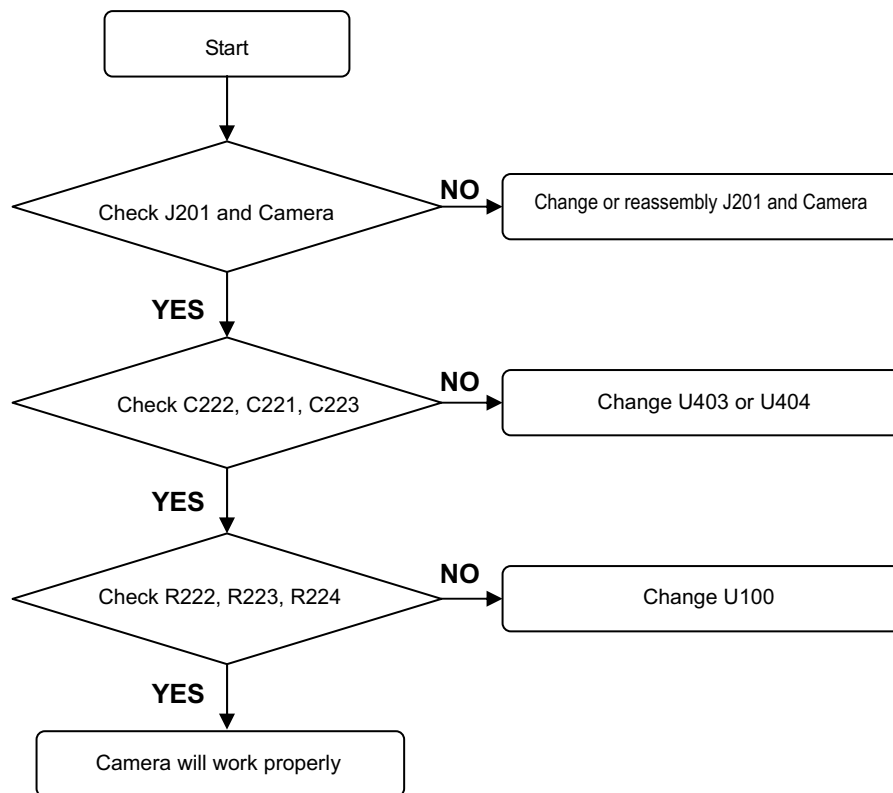 Start
Check J201 and Camera
NO
Change or reassembly J201 and Camera
YES
Check C222, C221, C223
NO
Change U403 or U404
YES
Check R222, R223, R224
NO
Change U100
YES
Camera will work properly